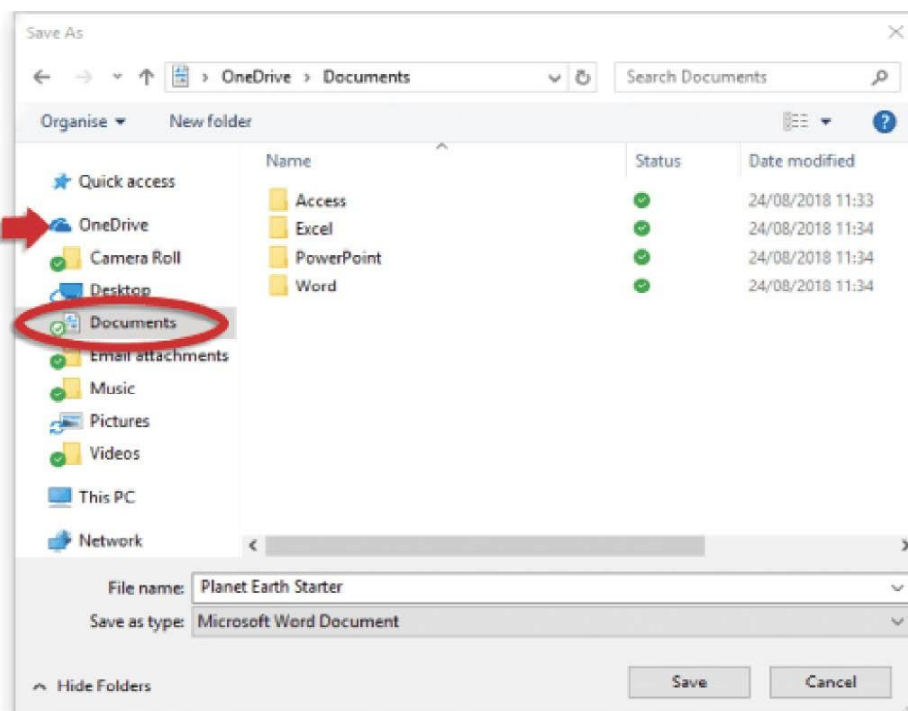 Save As
OneDrive > Documents
Search Documents
Organise
New folder
Name
Status
Date modified
Quick access
OneDrive
Camera Roll
Desktop
Documents
Email attachments
Music
Pictures
Videos
This PC
Network
Access 24/08/2018 11:33
Excel 24/08/2018 11:34
PowerPoint 24/08/2018 11:34
Word 24/08/2018 11:34
File name: Planet Earth Starter
Save as type: Microsoft Word Document
Hide Folders
Save
Cancel